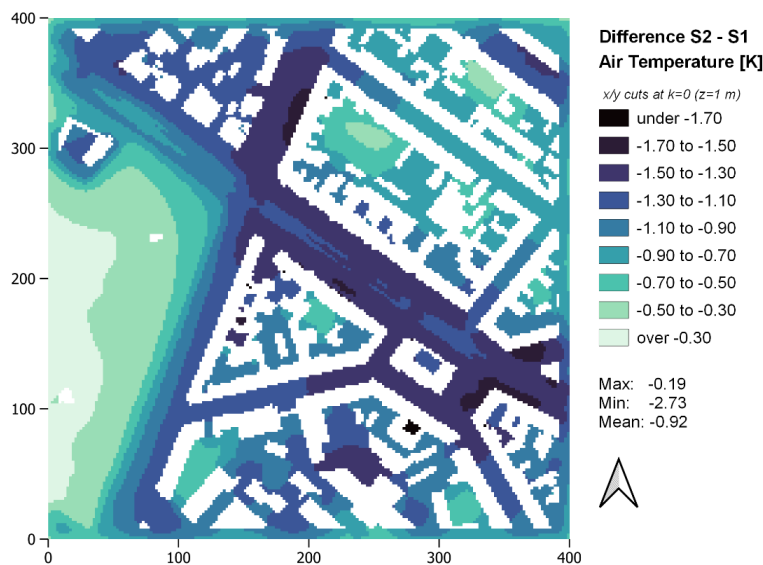 400
300
200
100
0
0
100
200
300
400
Difference S2 - S1
Air Temperature [K]
x/y cuts at k=0 (z=1 m)
under -1.70
-1.70 to -1.50
-1.50 to -1.30
-1.30 to -1.10
-1.10 to -0.90
-0.90 to -0.70
-0.70 to -0.50
-0.50 to -0.30
over -0.30
Max: -0.19
Min: -2.73
Mean: -0.92